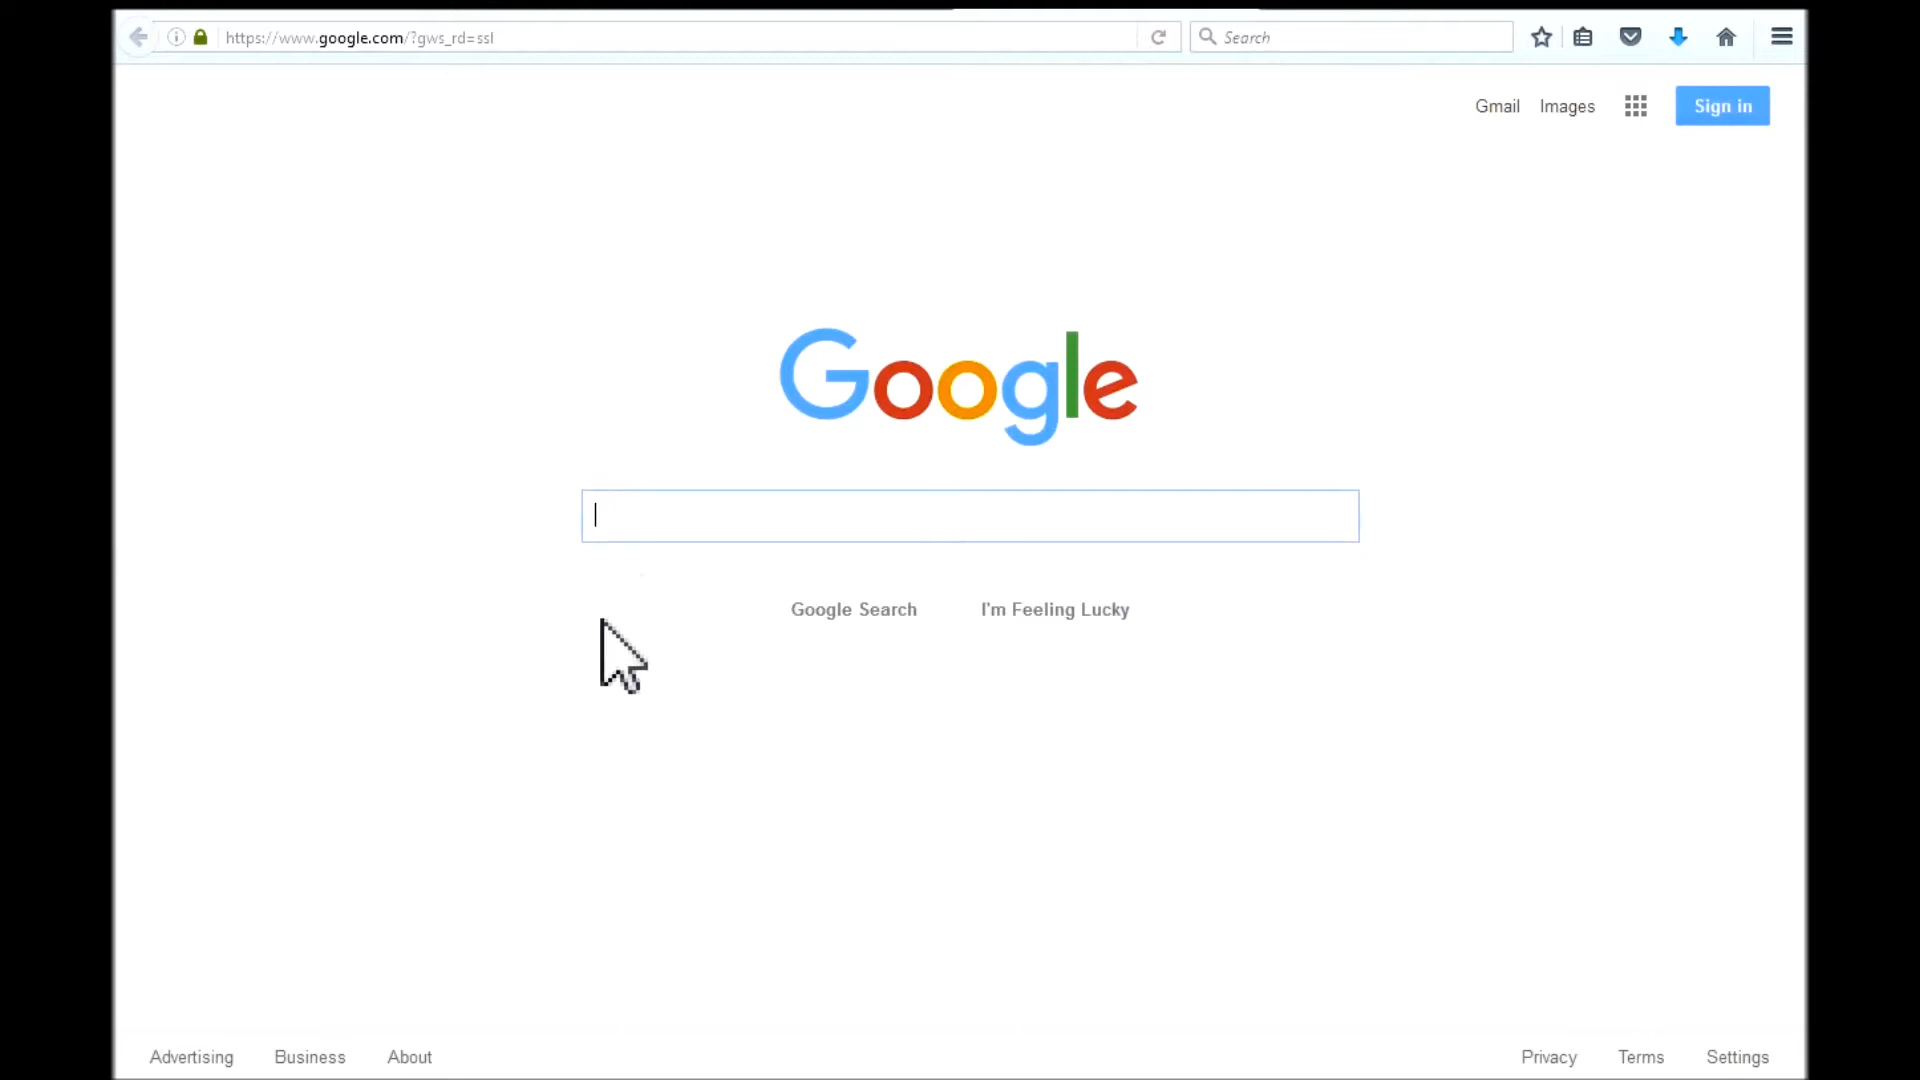 https://www.google.com/?gws_rd=ssl
Search
Gmail Images Sign in
Google
Google Search I'm Feeling Lucky
Advertising Business About Privacy Terms Settings